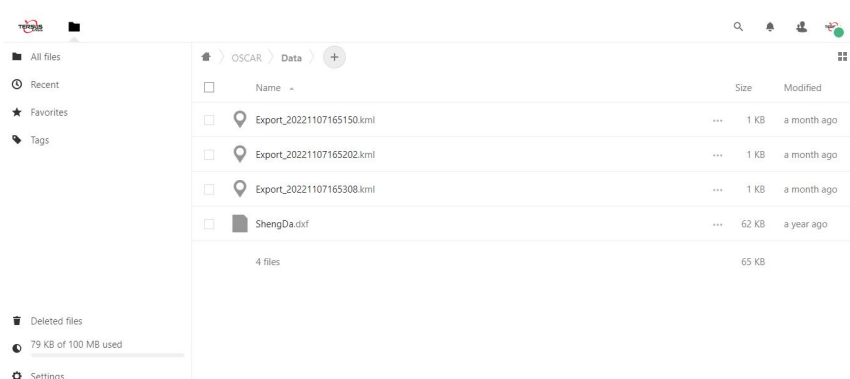 TERSUS
All files
Recent
Favorites
Tags
OSCAR Data +
Name Size Modified
Export_20221107165150.kml ... 1 KB a month ago
Export_20221107165202.kml ... 1 KB a month ago
Export_20221107165308.kml ... 1 KB a month ago
ShengDa.dxf ... 62 KB a year ago
4 files 65 KB
Deleted files
79 KB of 100 MB used
Settings